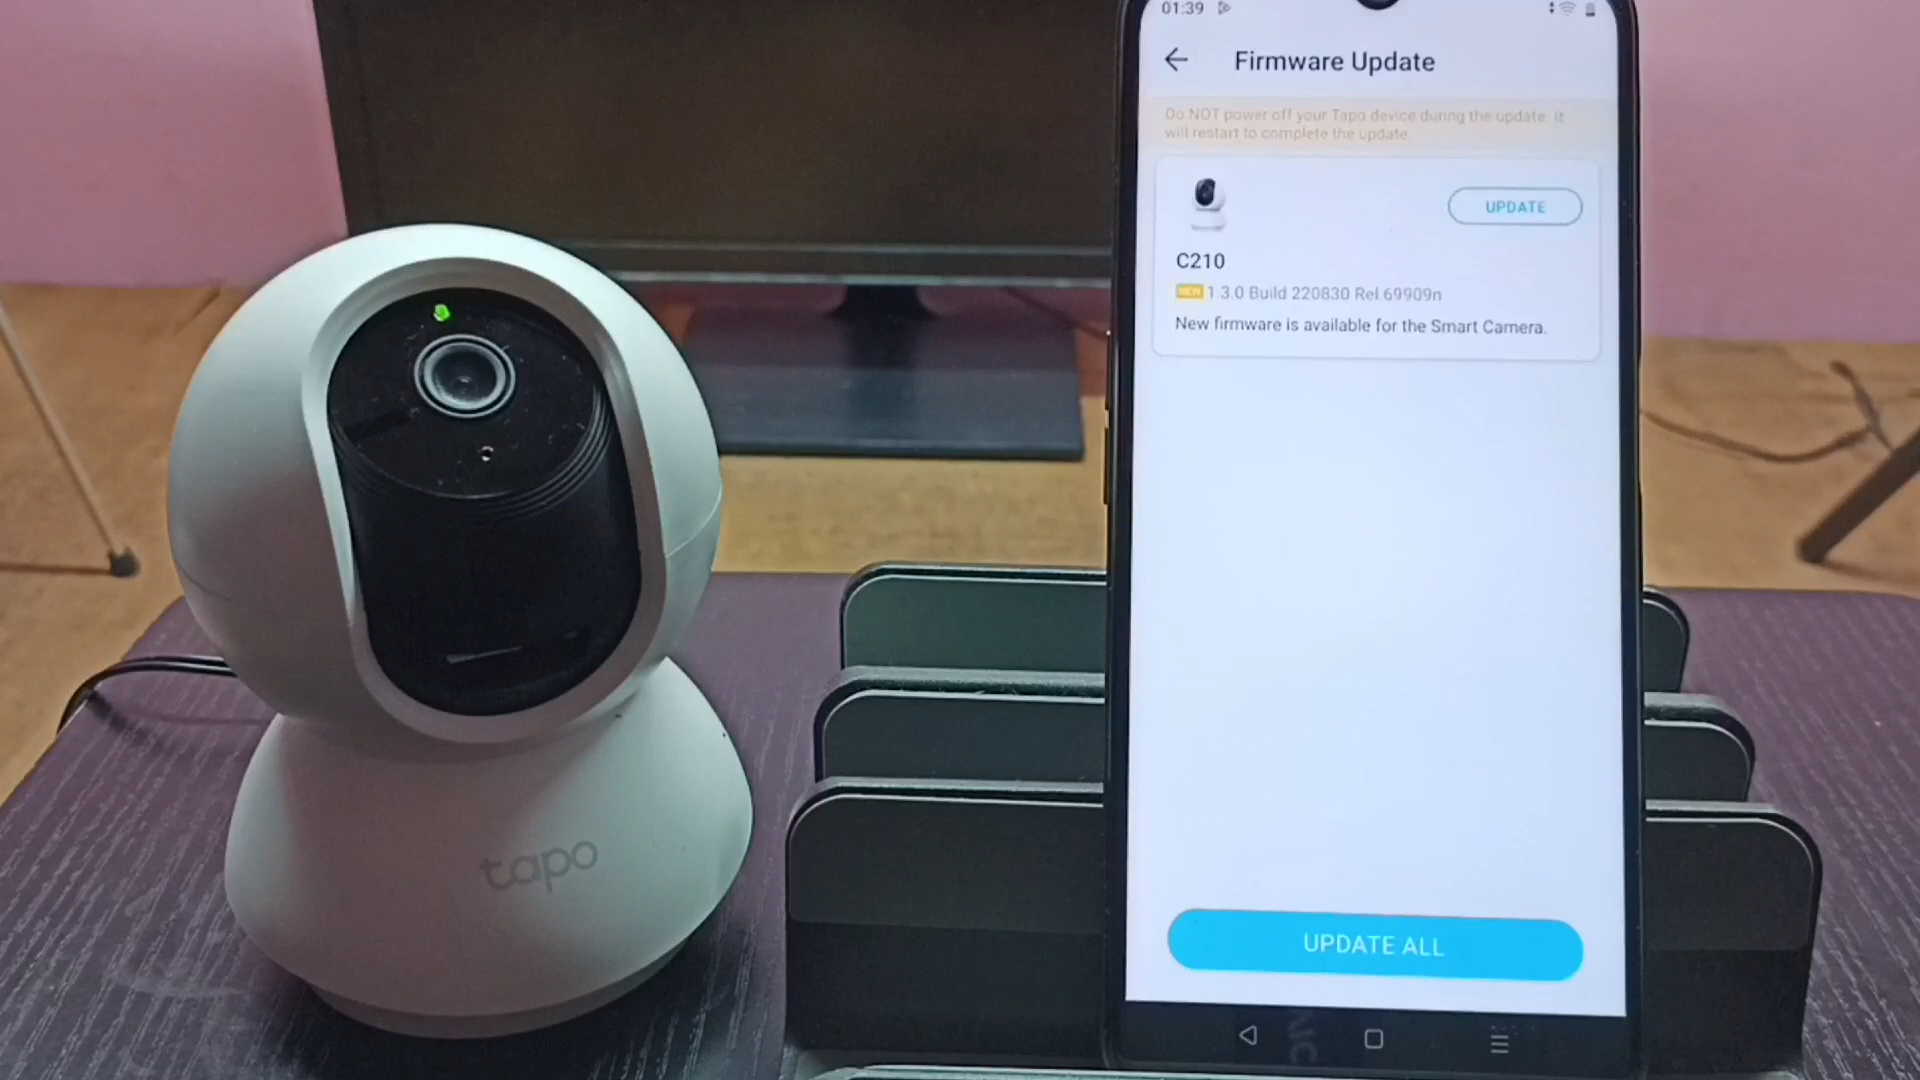 01:39
Firmware Update
Do NOT power off your Tapo device during the update. It
will restart to complete the update.
UPDATE
C210
NEW 1.3.0 Build 220830 Rel.69909n
New firmware is available for the Smart Camera.
tapo
UPDATE ALL